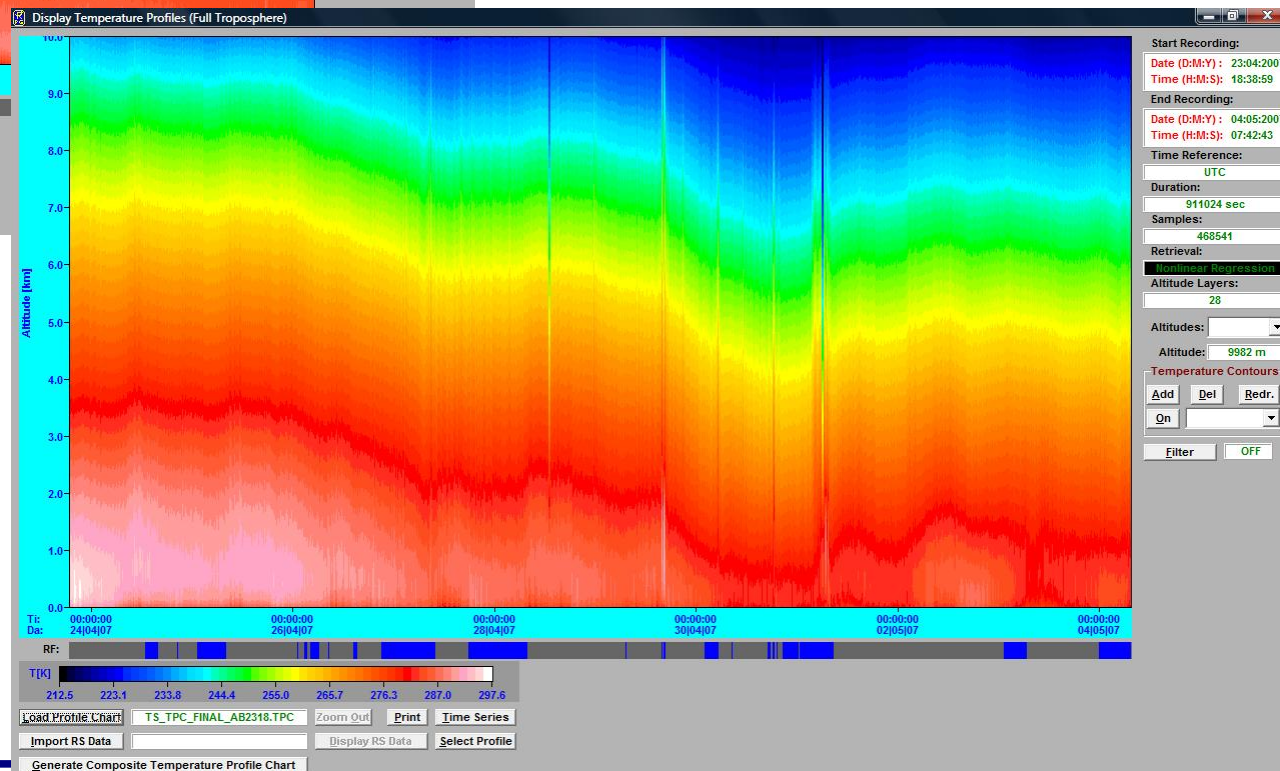 Display Temperature Profiles (Full Troposphere)
10.0
9.0
8.0
7.0
6.0
5.0
4.0
3.0
2.0
1.0
0.0
Altitude [km]
Ti: 00:00:00 00:00:00 00:00:00 00:00:00 00:00:00 00:00:00
Da: 24|04|07 26|04|07 28|04|07 30|04|07 02|05|07 04|05|07
RF:
T[K]
212.5 223.1 233.8 244.4 255.0 265.7 276.3 287.0 297.6
Load Profile Chart TS_TPC_FINAL_AB2318.TPC Zoom Out Print Time Series
Import RS Data Display RS Data Select Profile
Generate Composite Temperature Profile Chart
Start Recording:
Date (D:M:Y) : 23:04:200
Time (H:M:S): 18:38:59
End Recording:
Date (D:M:Y) : 04:05:200
Time (H:M:S): 07:42:43
Time Reference:
UTC
Duration:
911024 sec
Samples:
468541
Retrieval:
Nonlinear Regression
Altitude Layers:
28
Altitudes:
Altitude: 9982 m
Temperature Contours
Add Del Redr.
On
Filter OFF